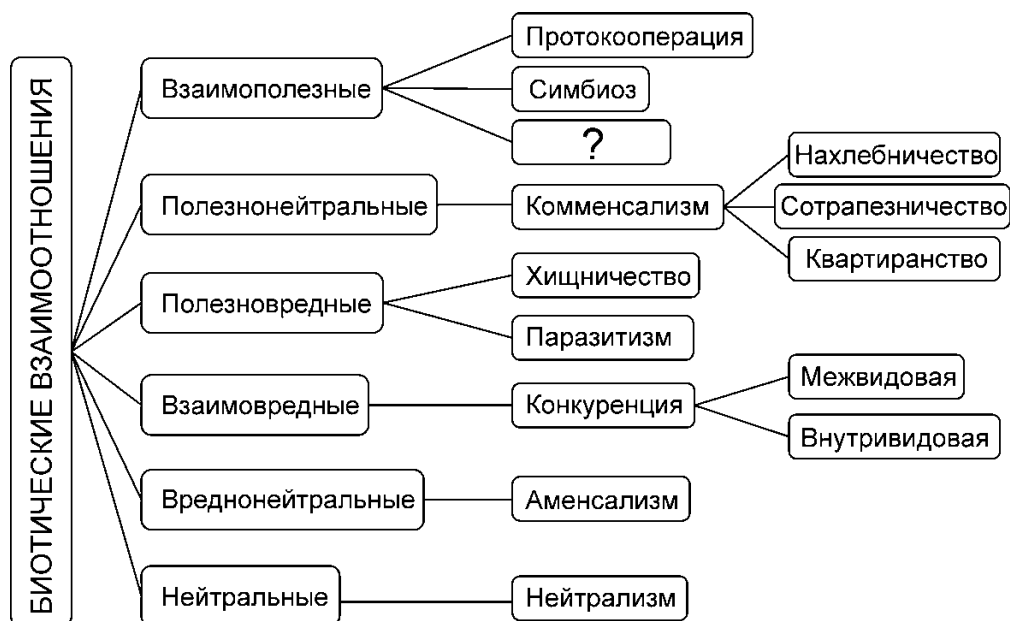 БИОТИЧЕСКИЕ ВЗАИМООТНОШЕНИЯ
Взаимополезные
Протокооперация
Симбиоз
?
Полезнонейтральные
Комменсализм
Нахлебничество
Сотрапезничество
Квартиранство
Полезновредные
Хищничество
Паразитизм
Взаимовредные
Конкуренция
Межвидовая
Внутривидовая
Вреднонейтральные
Аменсализм
Нейтральные
Нейтрализм